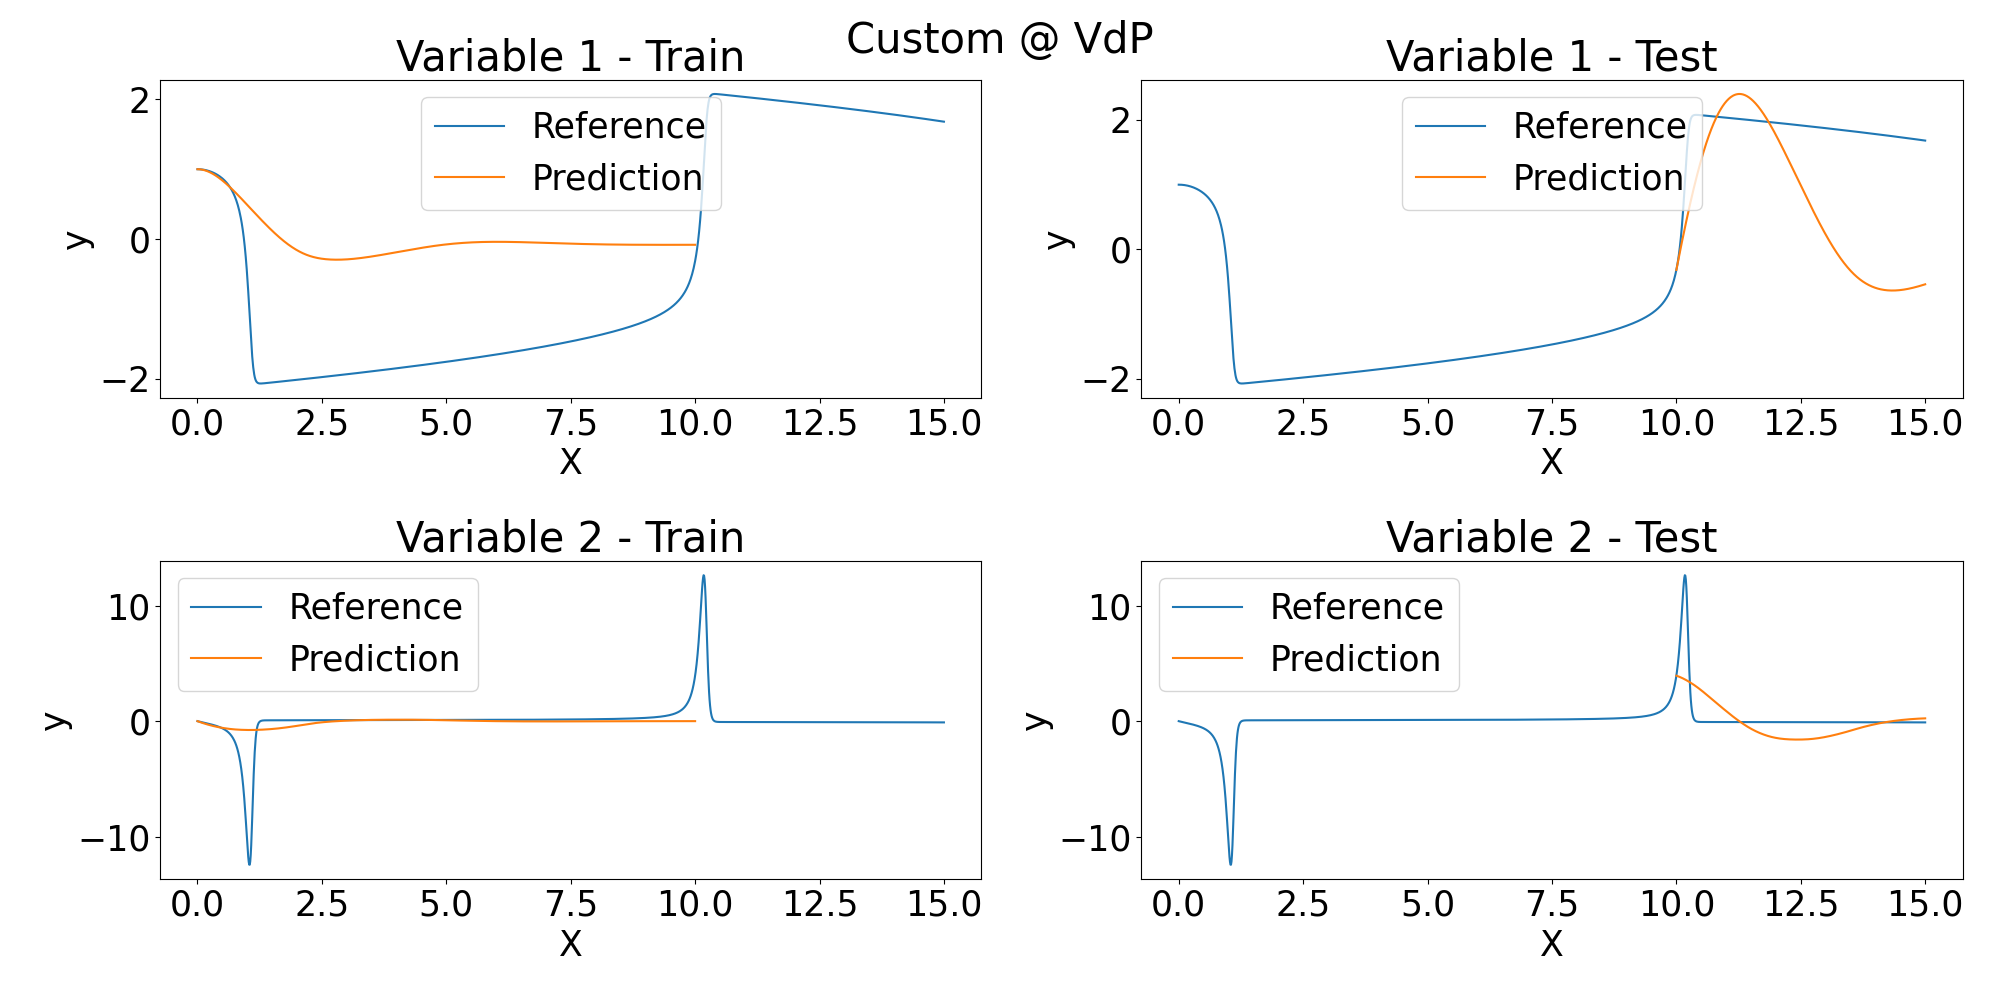 Custom @ VdP
Variable 1 - Train
2
0
−2
y
Reference
Prediction
0.0 2.5 5.0 7.5 10.0 12.5 15.0
X
Variable 1 - Test
2
0
−2
y
Reference
Prediction
0.0 2.5 5.0 7.5 10.0 12.5 15.0
X
Variable 2 - Train
10
0
−10
y
Reference
Prediction
0.0 2.5 5.0 7.5 10.0 12.5 15.0
X
Variable 2 - Test
10
0
−10
y
Reference
Prediction
0.0 2.5 5.0 7.5 10.0 12.5 15.0
X